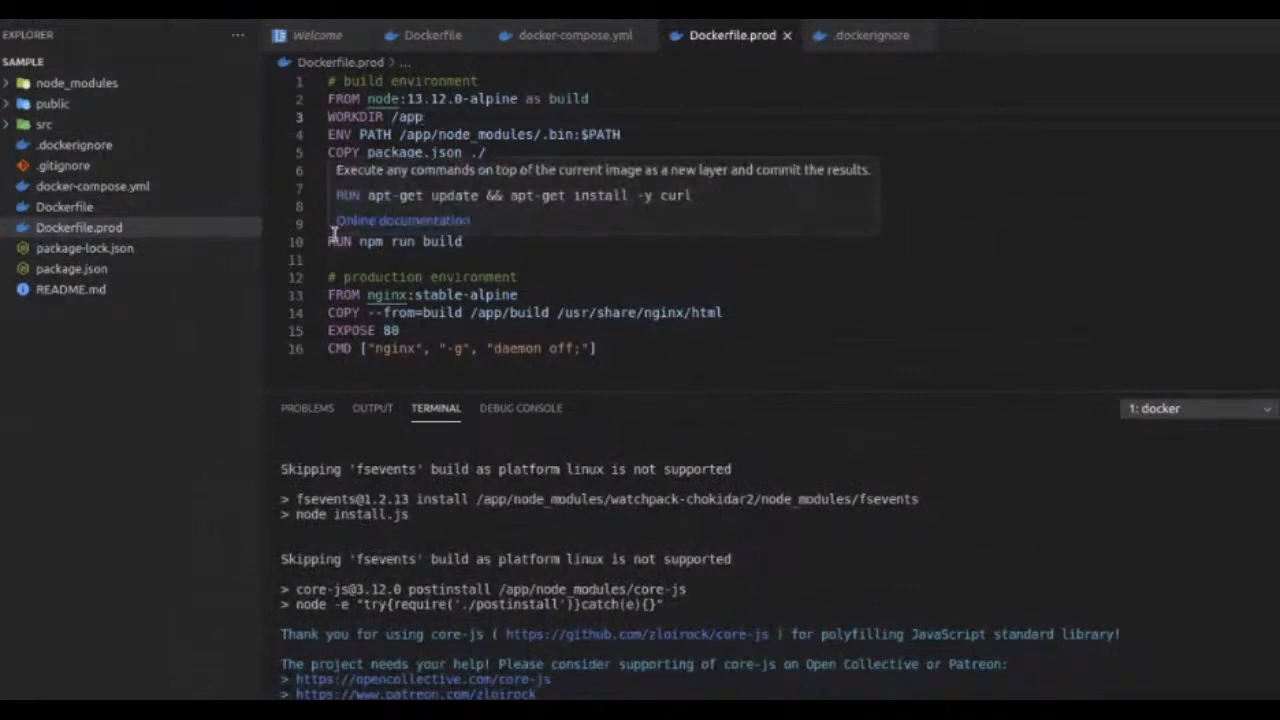 EXPLORER ...
Welcome Dockerfile docker-compose.yml Dockerfile.prod .dockerignore
SAMPLE
node_modules
public
src
.dockerignore
.gitignore
docker-compose.yml
Dockerfile
Dockerfile.prod
package-lock.json
package.json
README.md
Dockerfile.prod > ...
1 # build environment
2 FROM node:13.12.0-alpine as build
3 WORKDIR /app
4 ENV PATH /app/node_modules/.bin:$PATH
5 COPY package.json ./
6
7
8
9
Execute any commands on top of the current image as a new layer and commit the results.
RUN apt-get update && apt-get install -y curl
Online documentation
10 RUN npm run build
11
12 # production environment
13 FROM nginx:stable-alpine
14 COPY --from=build /app/build /usr/share/nginx/html
15 EXPOSE 80
16 CMD ["nginx", "-g", "daemon off;"]
PROBLEMS OUTPUT TERMINAL DEBUG CONSOLE 1: docker
Skipping 'fsevents' build as platform linux is not supported
> fsevents@1.2.13 install /app/node_modules/watchpack-chokidar2/node_modules/fsevents
> node install.js
Skipping 'fsevents' build as platform linux is not supported
> core-js@3.12.0 postinstall /app/node_modules/core-js
> node -e "try{require('./postinstall')}catch(e){}"
Thank you for using core-js ( https://github.com/zloirock/core-js ) for polyfilling JavaScript standard library!
The project needs your help! Please consider supporting of core-js on Open Collective or Patreon:
> https://opencollective.com/core-js
> https://www.patreon.com/zloirock